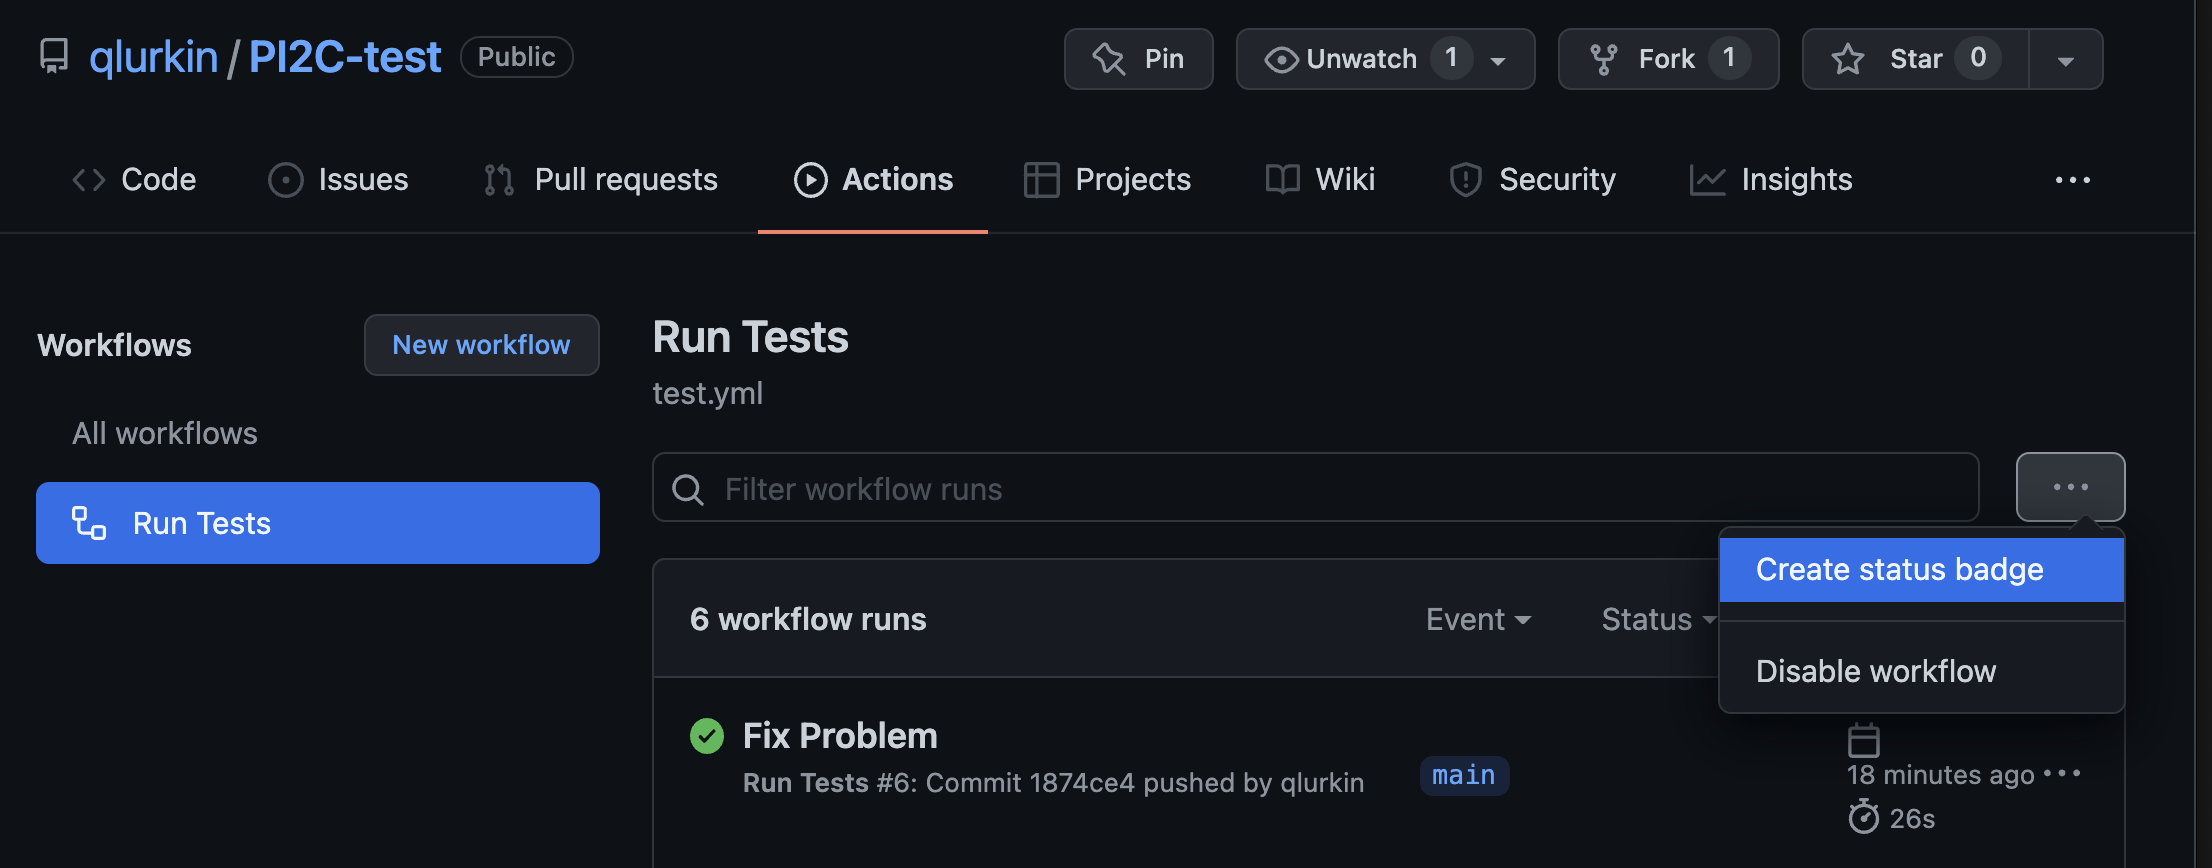 qlurkin / PI2C-test Public
Pin
Unwatch 1
Fork 1
Star 0
Code
Issues
Pull requests
Actions
Projects
Wiki
Security
Insights
Workflows
New workflow
All workflows
Run Tests
Run Tests
test.yml
Filter workflow runs
Create status badge
Disable workflow
6 workflow runs
Event
Status
Fix Problem
Run Tests #6: Commit 1874ce4 pushed by qlurkin
main
18 minutes ago
26s